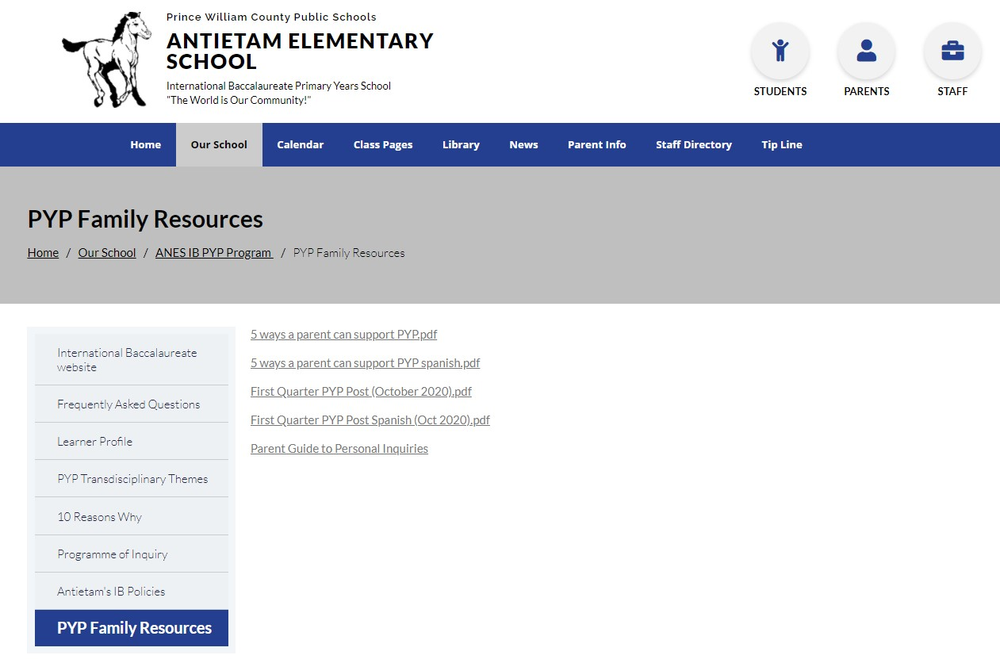 Prince William County Public Schools
ANTIETAM ELEMENTARY
SCHOOL
International Baccalaureate Primary Years School
"The World is Our Community!"
STUDENTS PARENTS STAFF
Home Our School Calendar Class Pages Library News Parent Info Staff Directory Tip Line
PYP Family Resources
Home / Our School / ANES IB PYP Program / PYP Family Resources
International Baccalaureate
website
Frequently Asked Questions
Learner Profile
PYP Transdisciplinary Themes
10 Reasons Why
Programme of Inquiry
Antietam's IB Policies
PYP Family Resources
5 ways a parent can support PYP.pdf
5 ways a parent can support PYP spanish.pdf
First Quarter PYP Post (October 2020).pdf
First Quarter PYP Post Spanish (Oct 2020).pdf
Parent Guide to Personal Inquiries